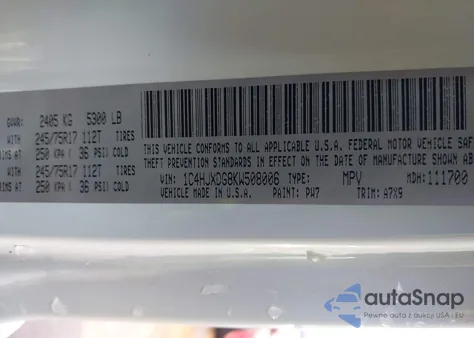 GVWR: 2405 KG 5300 LB
WITH 245/75R17 112T TIRES
RIMS AT 250 KPA / 36 PSI COLD
WITH 245/75R17 112T TIRES
RIMS AT 250 KPA / 36 PSI COLD
THIS VEHICLE CONFORMS TO ALL APPLICABLE U.S.A. FEDERAL MOTOR VEHICLE SAF
THEFT PREVENTION STANDARDS IN EFFECT ON THE DATE OF MANUFACTURE SHOWN AB
VIN: 1C4HJXDG8KW508006 TYPE: MPV MDH: 111700
VEHICLE MADE IN U.S.A. PAINT: PW7 TRIM: A7X9
autoSnap
Pewne auta z aukcji USA i EU